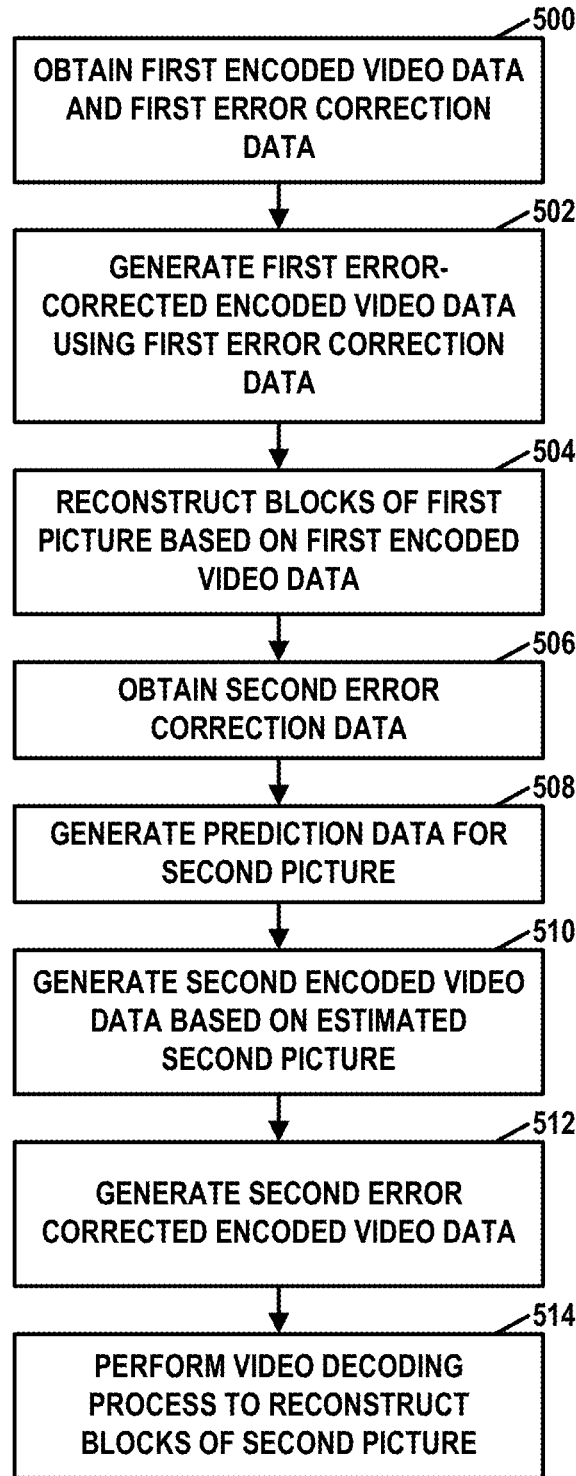 500
OBTAIN FIRST ENCODED VIDEO DATA
AND FIRST ERROR CORRECTION
DATA
502
GENERATE FIRST ERROR-
CORRECTED ENCODED VIDEO DATA
USING FIRST ERROR CORRECTION
DATA
504
RECONSTRUCT BLOCKS OF FIRST
PICTURE BASED ON FIRST ENCODED
VIDEO DATA
506
OBTAIN SECOND ERROR
CORRECTION DATA
508
GENERATE PREDICTION DATA FOR
SECOND PICTURE
510
GENERATE SECOND ENCODED VIDEO
DATA BASED ON ESTIMATED
SECOND PICTURE
512
GENERATE SECOND ERROR
CORRECTED ENCODED VIDEO DATA
514
PERFORM VIDEO DECODING
PROCESS TO RECONSTRUCT
BLOCKS OF SECOND PICTURE